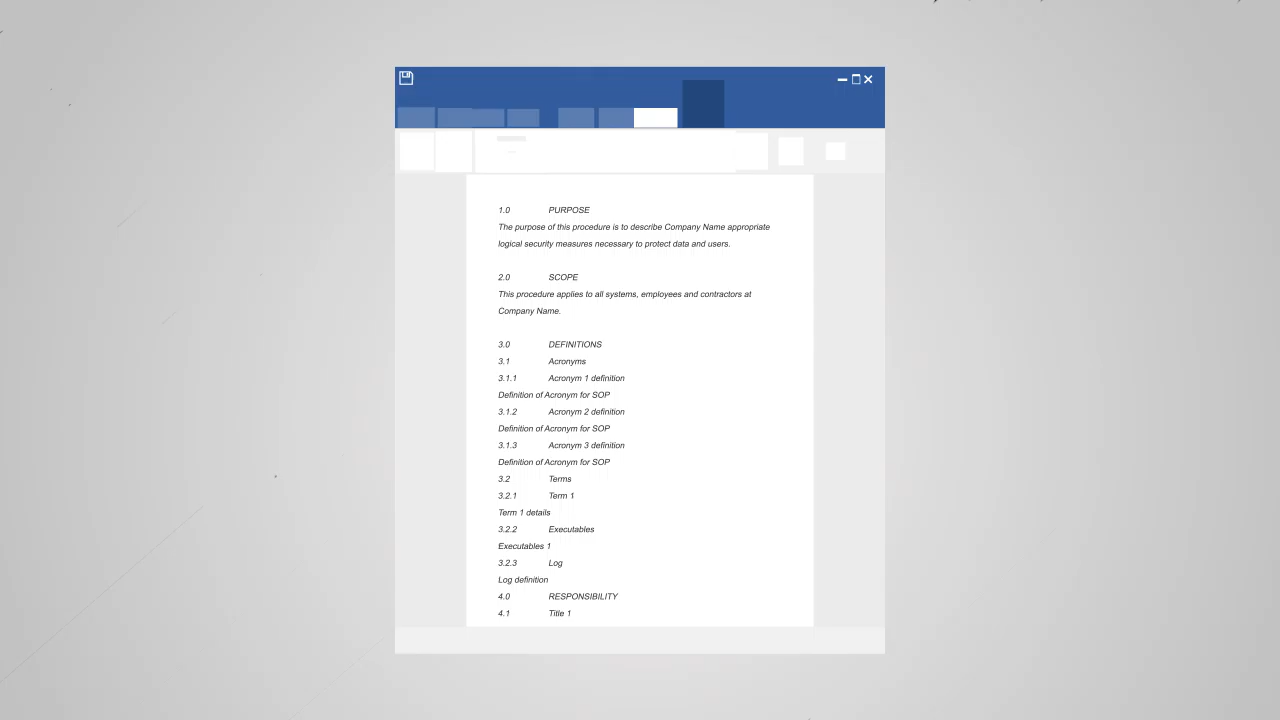 1.0 PURPOSE
The purpose of this procedure is to describe Company Name appropriate
logical security measures necessary to protect data and users.
2.0 SCOPE
This procedure applies to all systems, employees and contractors at
Company Name.
3.0 DEFINITIONS
3.1 Acronyms
3.1.1 Acronym 1 definition
Definition of Acronym for SOP
3.1.2 Acronym 2 definition
Definition of Acronym for SOP
3.1.3 Acronym 3 definition
Definition of Acronym for SOP
3.2 Terms
3.2.1 Term 1
Term 1 details
3.2.2 Executables
Executables 1
3.2.3 Log
Log definition
4.0 RESPONSIBILITY
4.1 Title 1